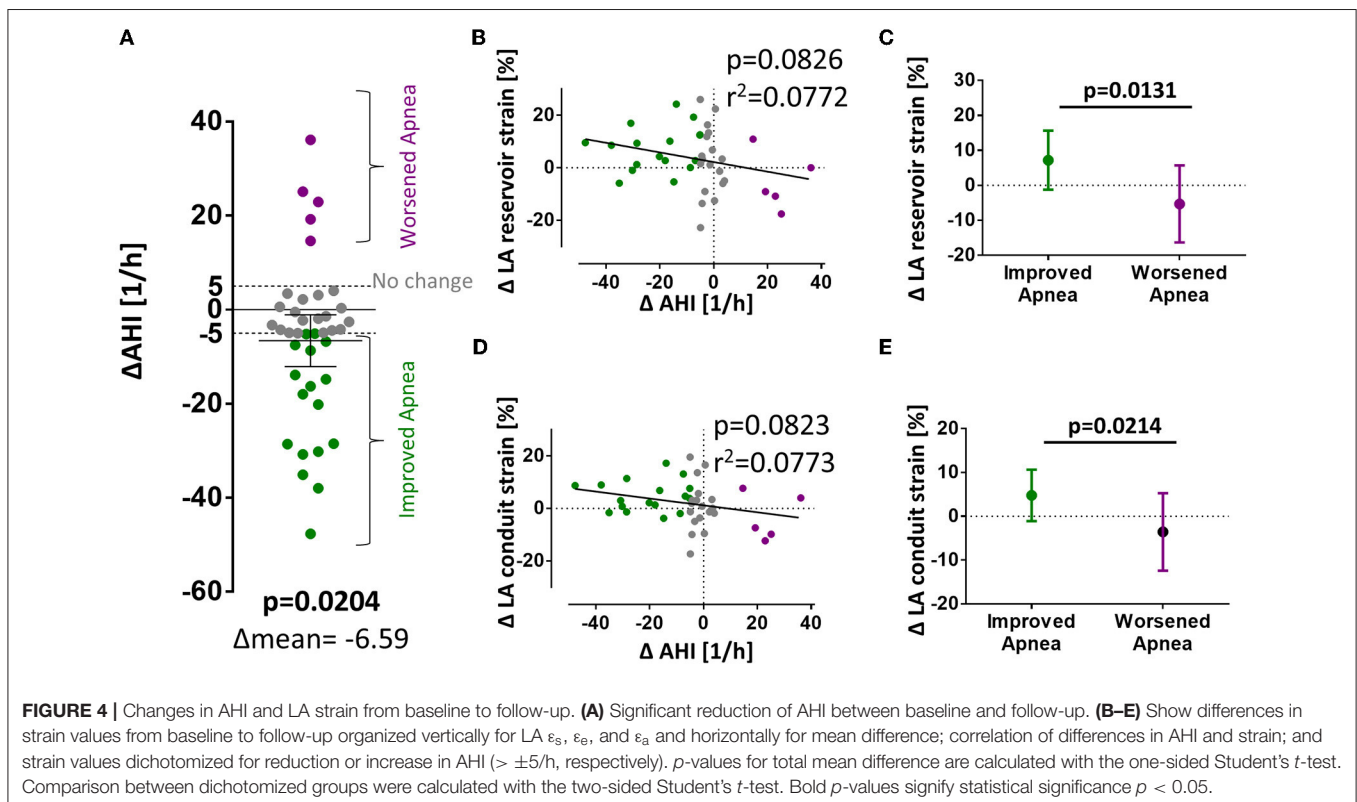 A
ΔAHI [1/h]
40
20
5
0
-5
-20
-40
-60
Worsened Apnea
No change
Improved Apnea
p=0.0204
Δmean= -6.59
B
Δ LA reservoir strain [%]
20
0
-20
p=0.0826
r²=0.0772
-40 -20 0 20 40
Δ AHI [1/h]
C
Δ LA reservoir strain [%]
30
20
10
0
-10
-20
p=0.0131
Improved Apnea
Worsened Apnea
D
Δ LA conduit strain [%]
20
0
-20
p=0.0823
r²=0.0773
-40 -20 0 20 40
Δ AHI [1/h]
E
Δ LA conduit strain [%]
20
10
0
-10
-20
p=0.0214
Improved Apnea
Worsened Apnea
FIGURE 4 | Changes in AHI and LA strain from baseline to follow-up. (A) Significant reduction of AHI between baseline and follow-up. (B–E) Show differences in
strain values from baseline to follow-up organized vertically for LA εs, εe, and εa and horizontally for mean difference; correlation of differences in AHI and strain; and
strain values dichotomized for reduction or increase in AHI (> ±5/h, respectively). p-values for total mean difference are calculated with the one-sided Student's t-test.
Comparison between dichotomized groups were calculated with the two-sided Student's t-test. Bold p-values signify statistical significance p < 0.05.